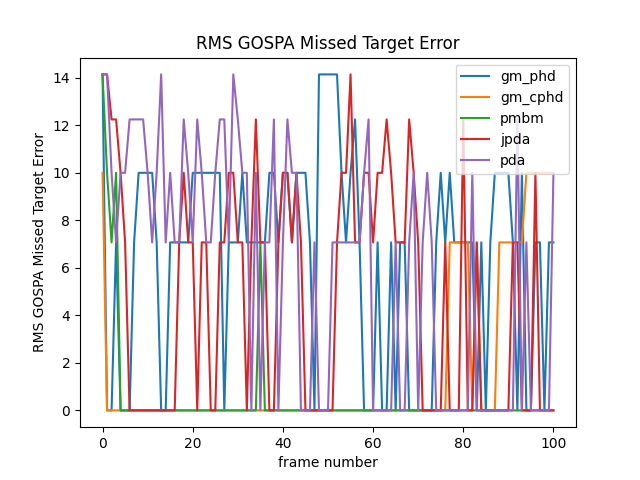 RMS GOSPA Missed Target Error
gm_phd
gm_cphd
pmbm
jpda
pda
RMS GOSPA Missed Target Error
14
12
10
8
6
4
2
0
0 20 40 60 80 100
frame number